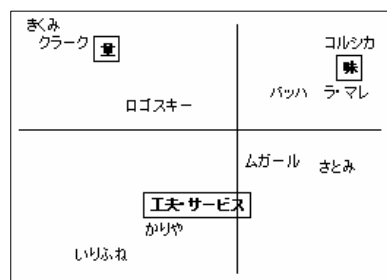 きくみ
クラーク
量
コルシカ
味
バッハ
ラ・マレ
ロゴスキー
ムガール
さとみ
工夫・サービス
かりや
いりふね